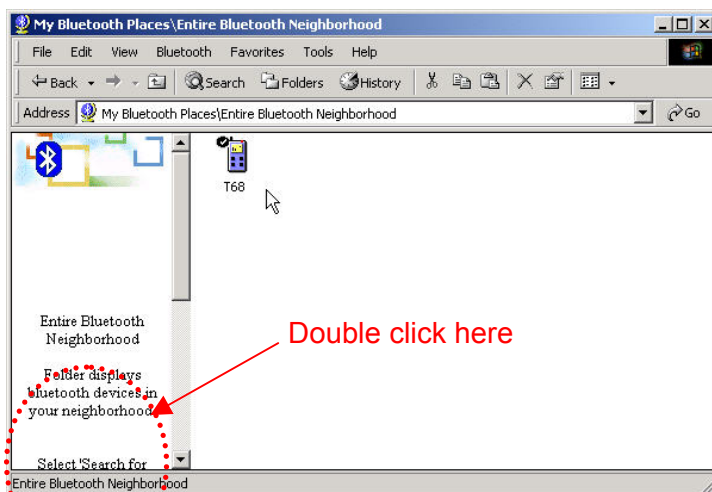 My Bluetooth Places\Entire Bluetooth Neighborhood
File Edit View Bluetooth Favorites Tools Help
Back Search Folders History
Address My Bluetooth Places\Entire Bluetooth Neighborhood Go
T68
Entire Bluetooth
Neighborhood
Folder displays
bluetooth devices in
your neighborhood
Select 'Search for
Double click here
Entire Bluetooth Neighborhood